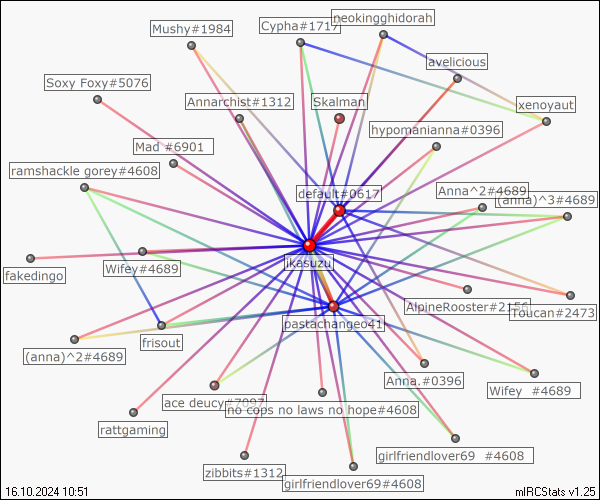 neokingghidorah
Cypha#1717
Mushy#1984
avelicious
Soxy Foxy#5076
Annarchist#1312
Skalman
xenoyaut
hypomanianna#0396
Mad #6901
ramshackle gorey#4608
default#0617
Anna^2#4689
(anna)^3#4689
jkasuzu
fakedingo
Wifey#4689
AlpineRooster#2156
Toucan#2473
pastachangeo41
frisout
(anna)^2#4689
Anna.#0396
Wifey #4689
ace deucy#7097
no cops no laws no hope#4608
rattgaming
girlfriendlover69 #4608
zibbits#1312
girlfriendlover69#4608
16.10.2024 10:51
mIRCStats v1.25